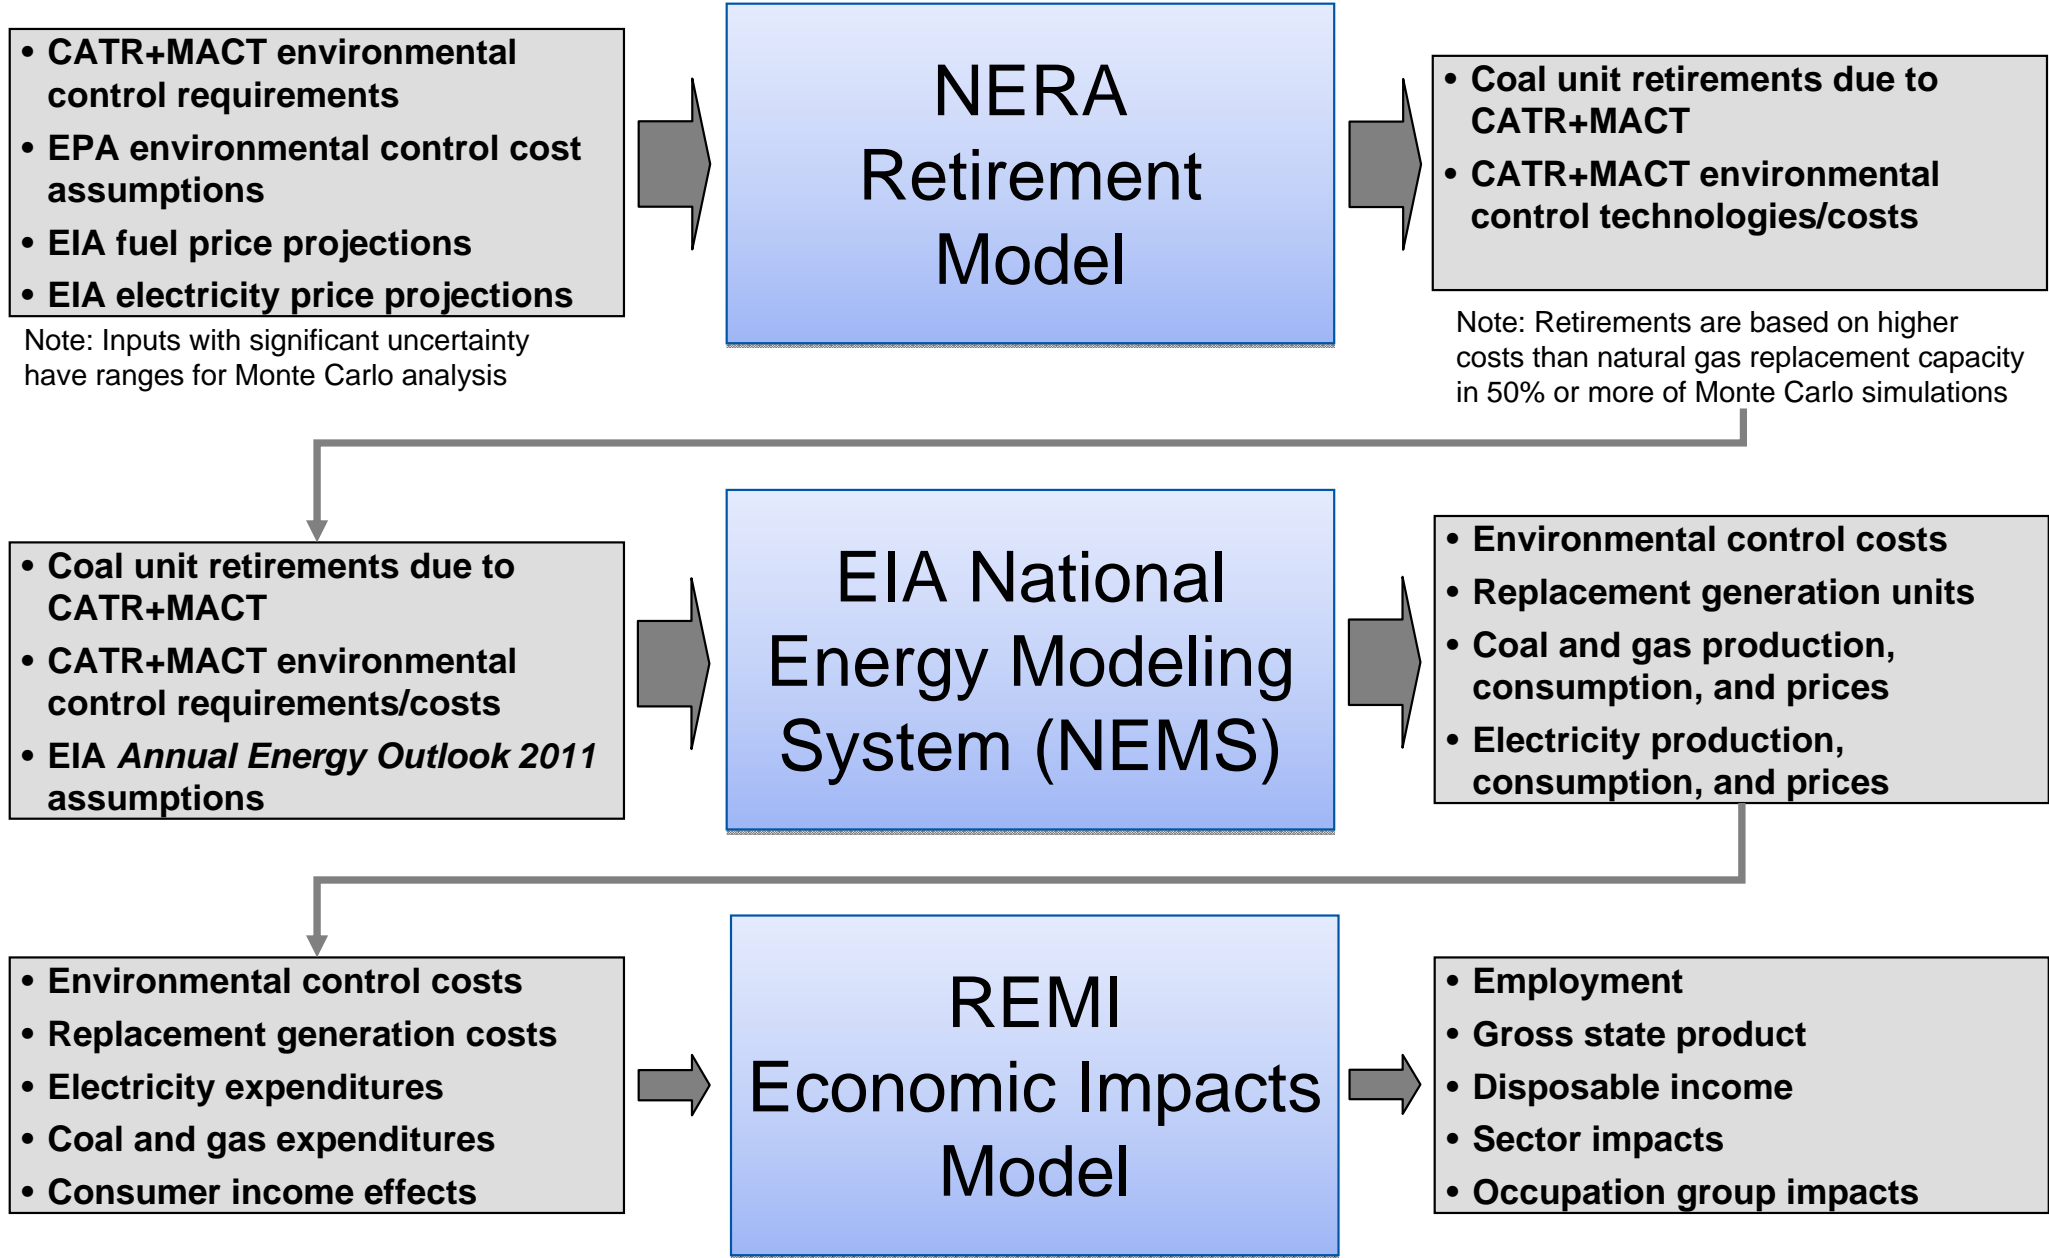 • CATR+MACT environmental
control requirements
• EPA environmental control cost
assumptions
• EIA fuel price projections
• EIA electricity price projections
Note: Inputs with significant uncertainty
have ranges for Monte Carlo analysis
NERA
Retirement
Model
• Coal unit retirements due to
CATR+MACT
• CATR+MACT environmental
control technologies/costs
Note: Retirements are based on higher
costs than natural gas replacement capacity
in 50% or more of Monte Carlo simulations
• Coal unit retirements due to
CATR+MACT
• CATR+MACT environmental
control requirements/costs
• EIA Annual Energy Outlook 2011
assumptions
EIA National
Energy Modeling
System (NEMS)
• Environmental control costs
• Replacement generation units
• Coal and gas production,
consumption, and prices
• Electricity production,
consumption, and prices
• Environmental control costs
• Replacement generation costs
• Electricity expenditures
• Coal and gas expenditures
• Consumer income effects
REMI
Economic Impacts
Model
• Employment
• Gross state product
• Disposable income
• Sector impacts
• Occupation group impacts